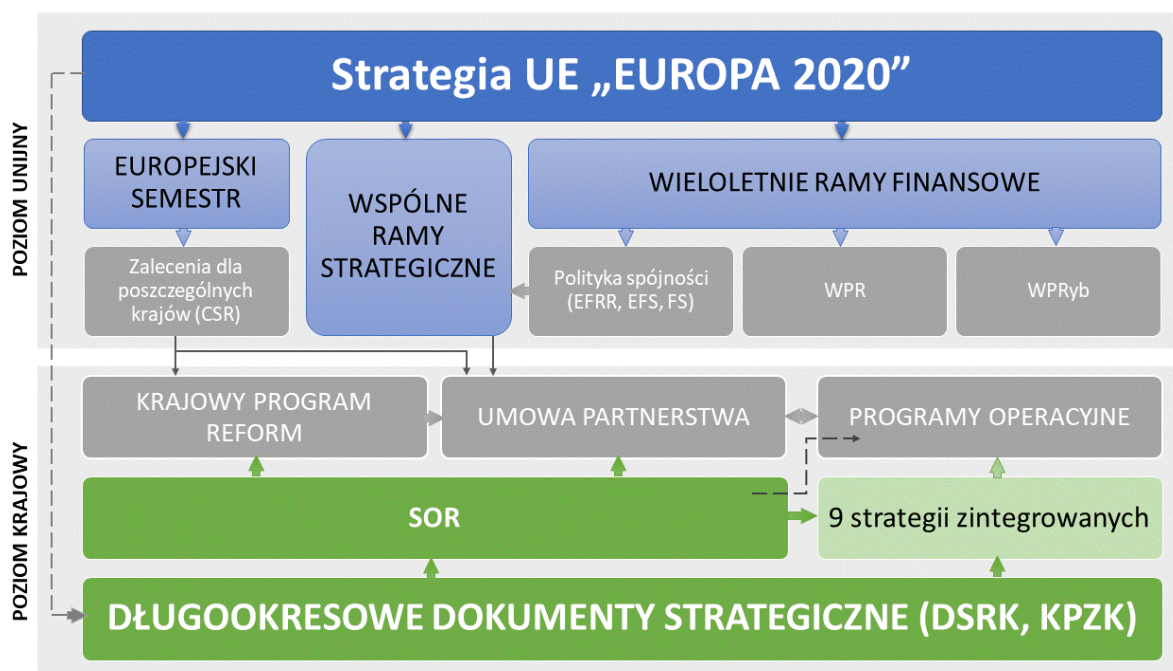 POZIOM UNIJNY
Strategia UE „EUROPA 2020”
EUROPEJSKI
SEMESTR
WSPÓLNE
RAMY
STRATEGICZNE
WIELOLETNIE RAMY FINANSOWE
Zalecenia dla
poszczególnych
krajów (CSR)
Polityka spójności
(EFRR, EFS, FS)
WPR
WPRyb
POZIOM KRAJOWY
KRAJOWY PROGRAM
REFORM
UMOWA PARTNERSTWA
PROGRAMY OPERACYJNE
SOR
9 strategii zintegrowanych
DŁUGOOKRESOWE DOKUMENTY STRATEGICZNE (DSRK, KPZK)